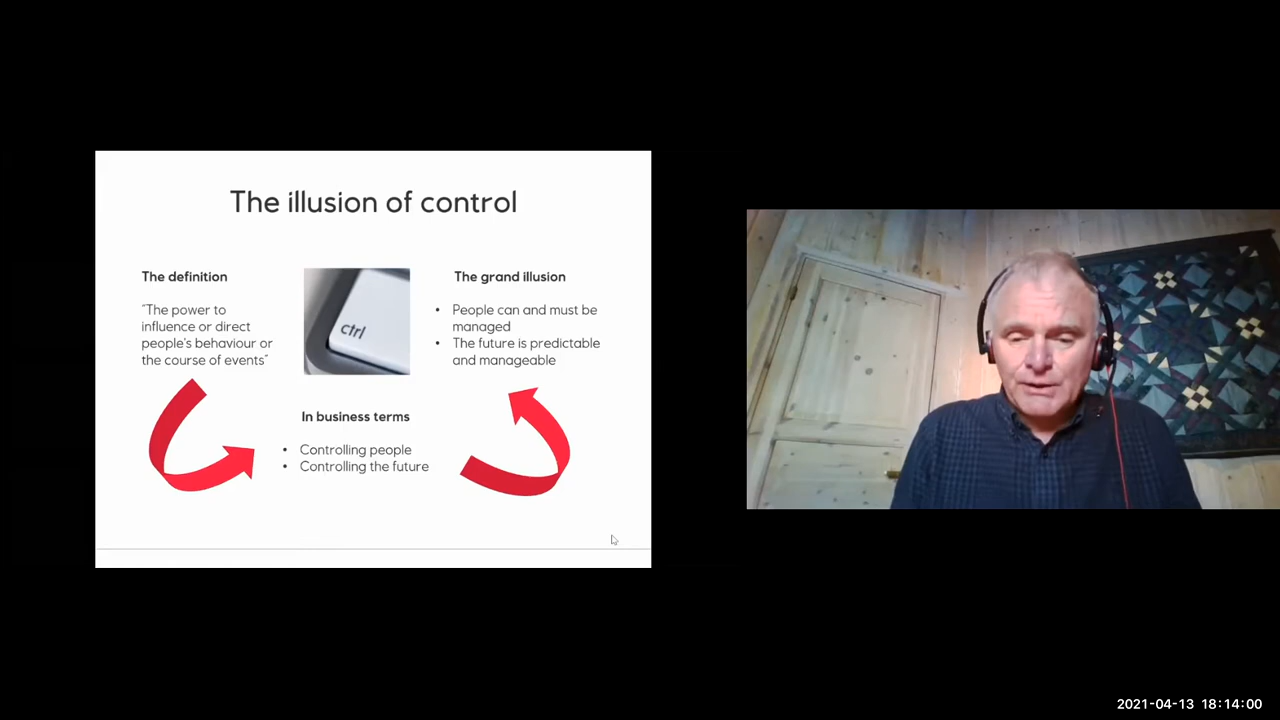 The illusion of control
The definition
"The power to
influence or direct
people's behaviour or
the course of events"
ctrl
The grand illusion
• People can and must be
managed
• The future is predictable
and manageable
In business terms
• Controlling people
• Controlling the future
2021-04-13 18:14:00